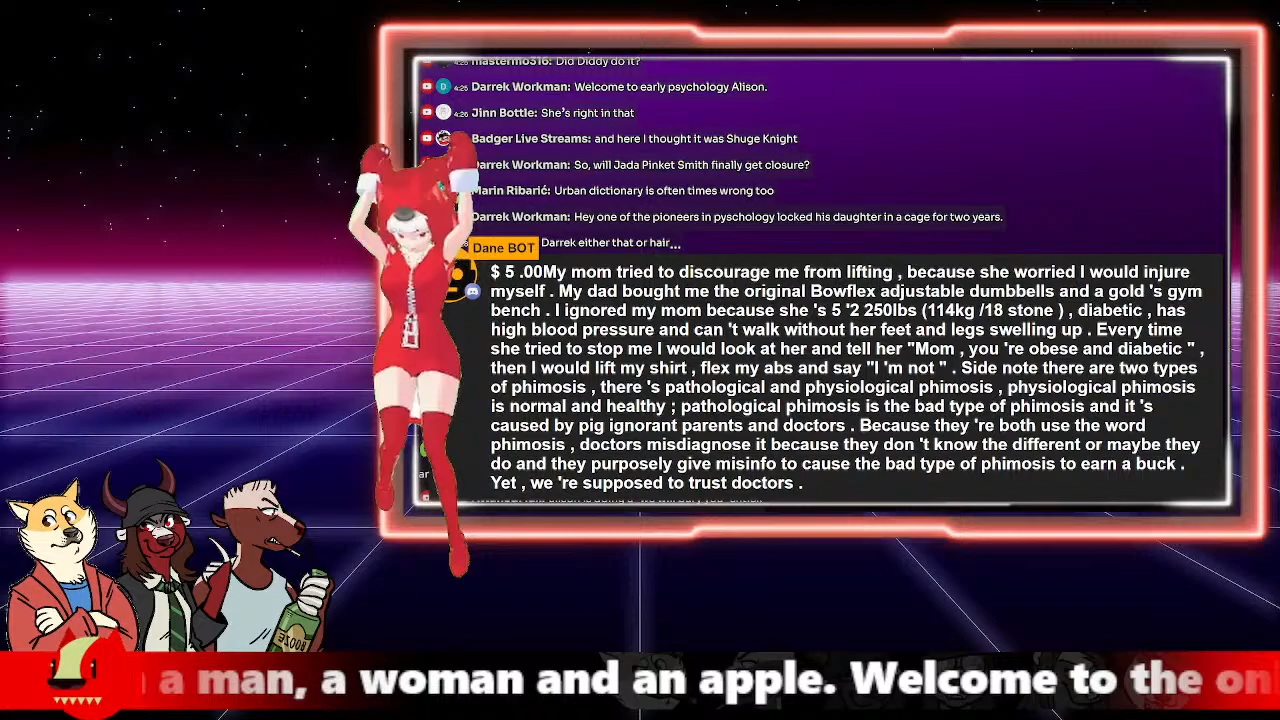 mastermo316: Did Diddy do it?
D 4:25 Darrek Workman: Welcome to early psychology Alison.
4:26 Jinn Bottle: She's right in that
Badger Live Streams: and here I thought it was Shuge Knight
Darrek Workman: So, will Jada Pinket Smith finally get closure?
Marin Ribarić: Urban dictionary is often times wrong too
Darrek Workman: Hey one of the pioneers in pyschology locked his daughter in a cage for two years.
Dane BOT Darrek either that or hair...
$ 5 .00My mom tried to discourage me from lifting , because she worried I would injure
myself . My dad bought me the original Bowflex adjustable dumbbells and a gold 's gym
bench . I ignored my mom because she 's 5 '2 250lbs (114kg /18 stone ) , diabetic , has
high blood pressure and can 't walk without her feet and legs swelling up . Every time
she tried to stop me I would look at her and tell her "Mom , you 're obese and diabetic " ,
then I would lift my shirt , flex my abs and say "I 'm not " . Side note there are two types
of phimosis , there 's pathological and physiological phimosis , physiological phimosis
is normal and healthy ; pathological phimosis is the bad type of phimosis and it 's
caused by pig ignorant parents and doctors . Because they 're both use the word
phimosis , doctors misdiagnose it because they don 't know the different or maybe they
do and they purposely give misinfo to cause the bad type of phimosis to earn a buck .
Yet , we 're supposed to trust doctors .
ar
BOOZE
a man, a woman and an apple. Welcome to the on